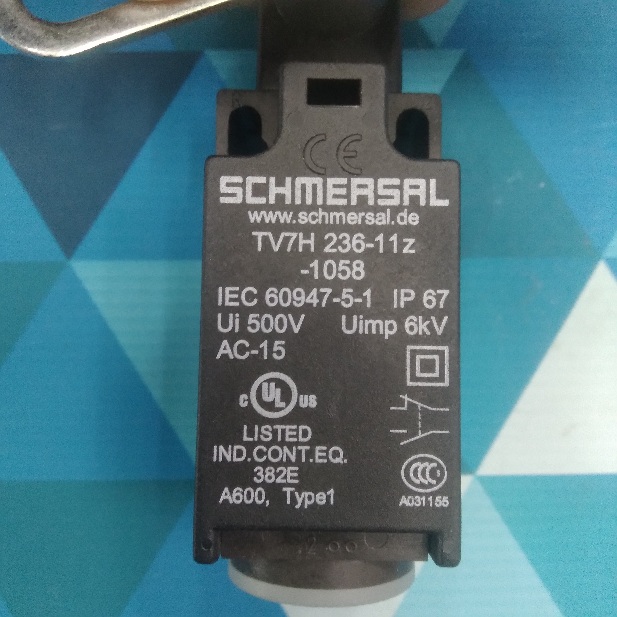 CE
SCHMERSAL
www.schmersal.de
TV7H 236-11z
-1058
IEC 60947-5-1 IP 67
Ui 500V Uimp 6kV
AC-15
C UL US
LISTED
IND.CONT.EQ.
382E
A600, Type1
CCC S
A031155